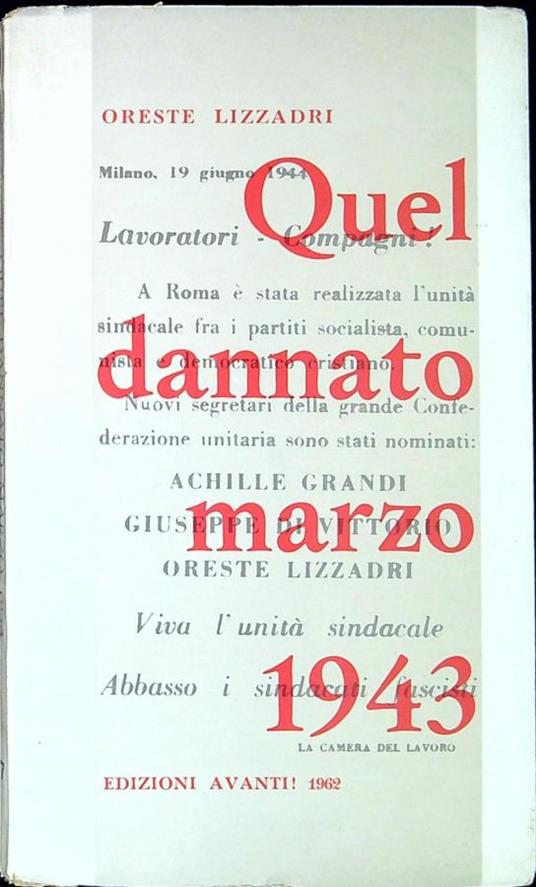 ORESTE LIZZADRI
Milano, 19 giugno 1944
Quel
Lavoratori - Compagni!
A Roma è stata realizzata l'unità
sindacale fra i partiti socialista, comu-
dannato
nista e democratico cristiano.
Nuovi segretari della grande Confe-
derazione unitaria sono stati nominati:
ACHILLE GRANDI
marzo
GIUSEPPE DI VITTORIO
ORESTE LIZZADRI
Viva l'unità sindacale
1943
Abbasso i sindacati fascisti
LA CAMERA DEL LAVORO
EDIZIONI AVANTI! 1962